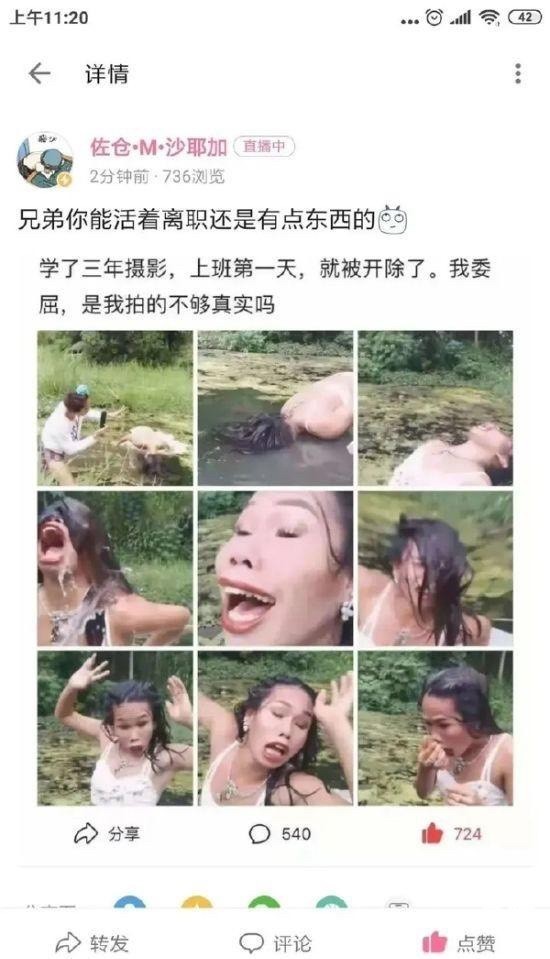 上午11:20
42
详情
佐仓·M·沙耶加 直播中
2分钟前 · 736浏览
兄弟你能活着离职还是有点东西的
学了三年摄影，上班第一天，就被开除了。我委
屈，是我拍的不够真实吗
分享 540 724
转发 评论 点赞